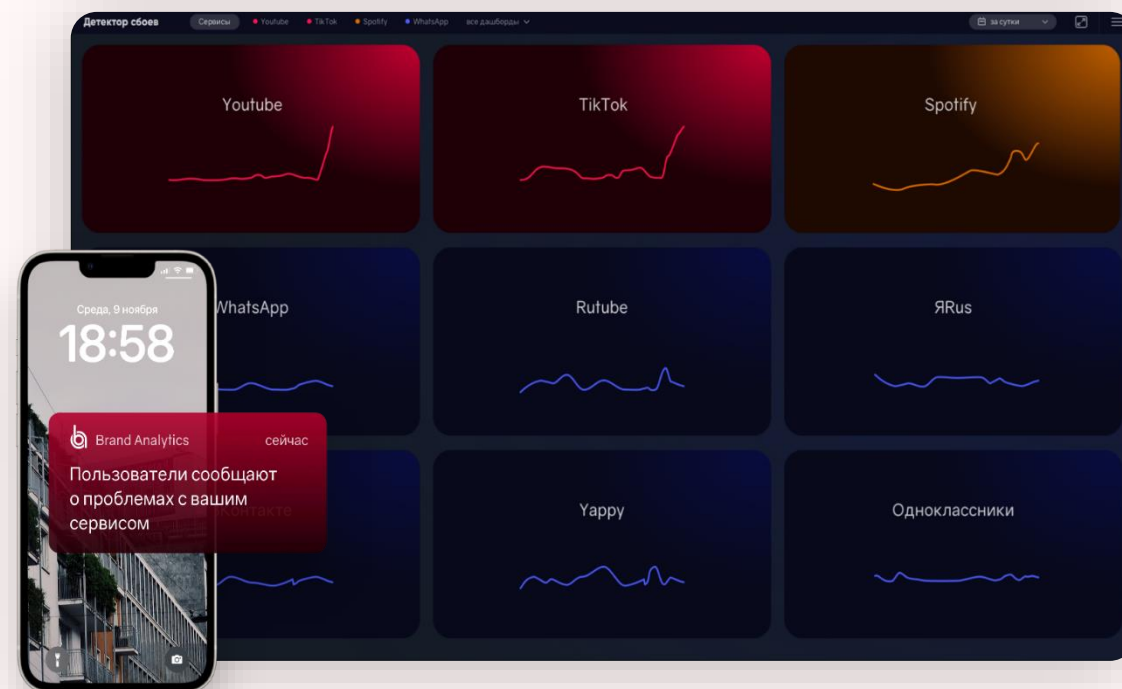 Детектор сбоев Сервисы Youtube TikTok Spotify WhatsApp все дашборды за сутки
Youtube TikTok Spotify
WhatsApp Rutube ЯRus
Среда, 9 ноября
18:58
Brand Analytics сейчас
Пользователи сообщают
о проблемах с вашим
сервисом
Контакте Yappy Одноклассники